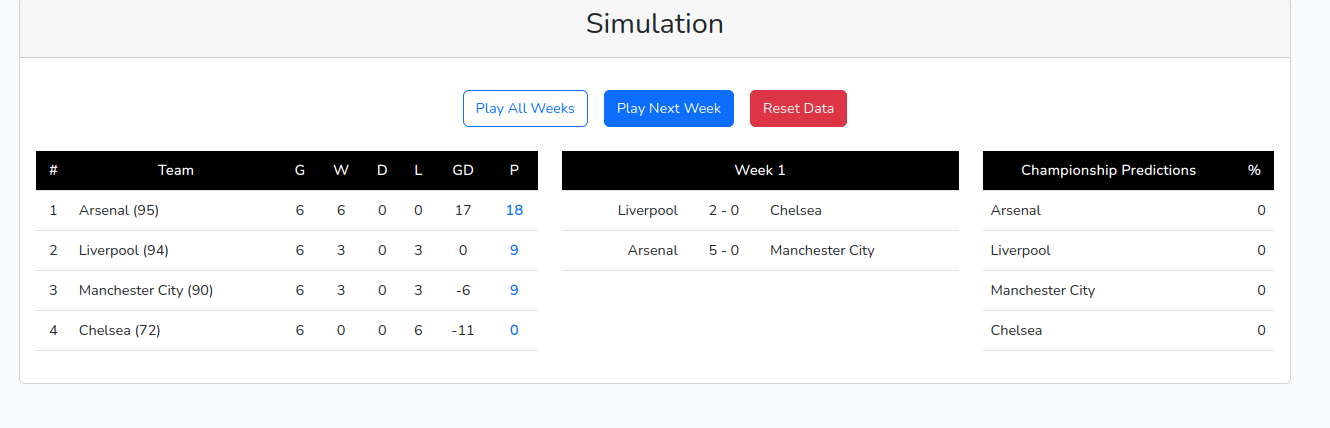 Simulation
Play All Weeks Play Next Week Reset Data
# Team G W D L GD P
1 Arsenal (95) 6 6 0 0 17 18
2 Liverpool (94) 6 3 0 3 0 9
3 Manchester City (90) 6 3 0 3 -6 9
4 Chelsea (72) 6 0 0 6 -11 0
Week 1
Liverpool 2 - 0 Chelsea
Arsenal 5 - 0 Manchester City
Championship Predictions %
Arsenal 0
Liverpool 0
Manchester City 0
Chelsea 0